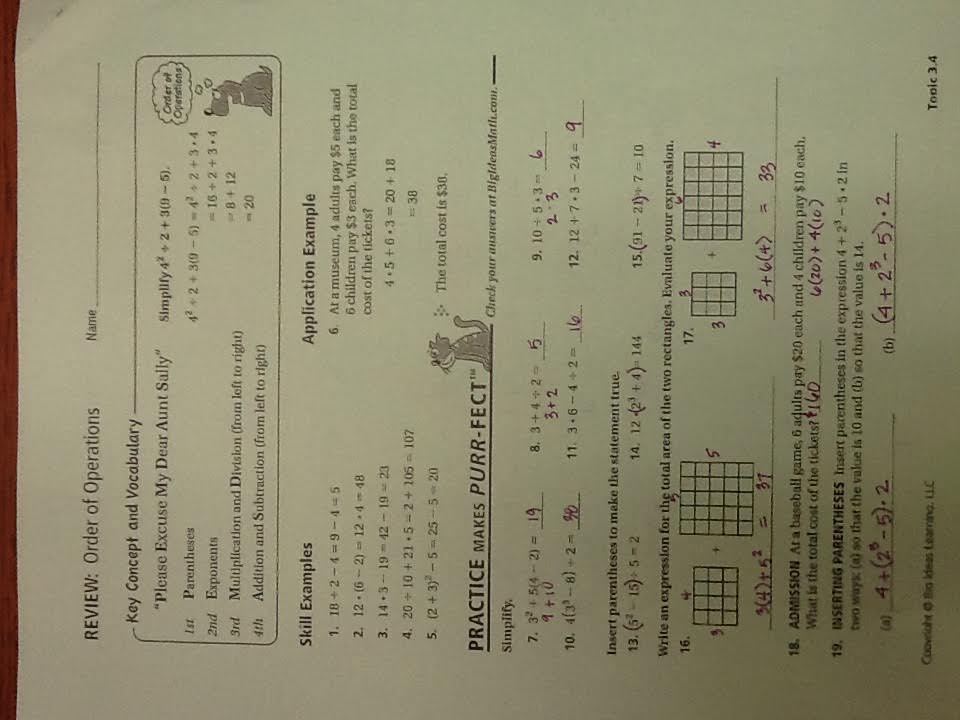 REVIEW: Order of Operations Name
Key Concept and Vocabulary
"Please Excuse My Dear Aunt Sally"
1st Parentheses
2nd Exponents
3rd Multiplication and Division (from left to right)
4th Addition and Subtraction (from left to right)
Simplify 4² ÷ 2 + 3(9 − 5).
4² ÷ 2 + 3(9 − 5) = 4² ÷ 2 + 3 • 4
= 16 ÷ 2 + 3 • 4
= 8 + 12
= 20
Order of
Operations
Skill Examples
1. 18 ÷ 2 − 4 = 9 − 4 = 5
2. 12 • (6 − 2) = 12 • 4 = 48
3. 14 • 3 − 19 = 42 − 19 = 23
4. 20 ÷ 10 + 21 • 5 = 2 + 105 = 107
5. (2 + 3)² − 5 = 25 − 5 = 20
Application Example
6. At a museum, 4 adults pay $5 each and
6 children pay $3 each. What is the total
cost of the tickets?
4 • 5 + 6 • 3 = 20 + 18
= 38
The total cost is $38.
PRACTICE MAKES PURR-FECT™ Check your answers at BigIdeasMath.com.
Simplify.
7. 3² + 5(4 − 2) = 19 8. 3 + 4 ÷ 2 = 5 9. 10 ÷ 5 • 3 = 6
9 + 10 3+2 2·3
10. 4(3² − 8) ÷ 2 = 11. 3 • 6 − 4 ÷ 2 = 16 12. 12 + 7 • 3 − 24 = 9
Insert parentheses to make the statement true.
13. (5² − 15) ÷ 5 = 2 14. 12 • (2³ + 4) = 144 15. (91 − 21) ÷ 7 = 10
Write an expression for the total area of the two rectangles. Evaluate your expression.
16. 3 4 + 5 5 17. 3 3 + 6 4
3(4) + 5² = 37 3² + 6(4) = 33
18. ADMISSION At a baseball game, 6 adults pay $20 each and 4 children pay $10 each.
What is the total cost of the tickets? $160 6(20) + 4(10)
19. INSERTING PARENTHESES Insert parentheses in the expression 4 + 2³ − 5 • 2 in
two ways: (a) so that the value is 10 and (b) so that the value is 14.
(a) 4 + (2³ − 5) • 2 (b) (4 + 2³ − 5) • 2
Copyright © Big Ideas Learning, LLC Topic 3.4